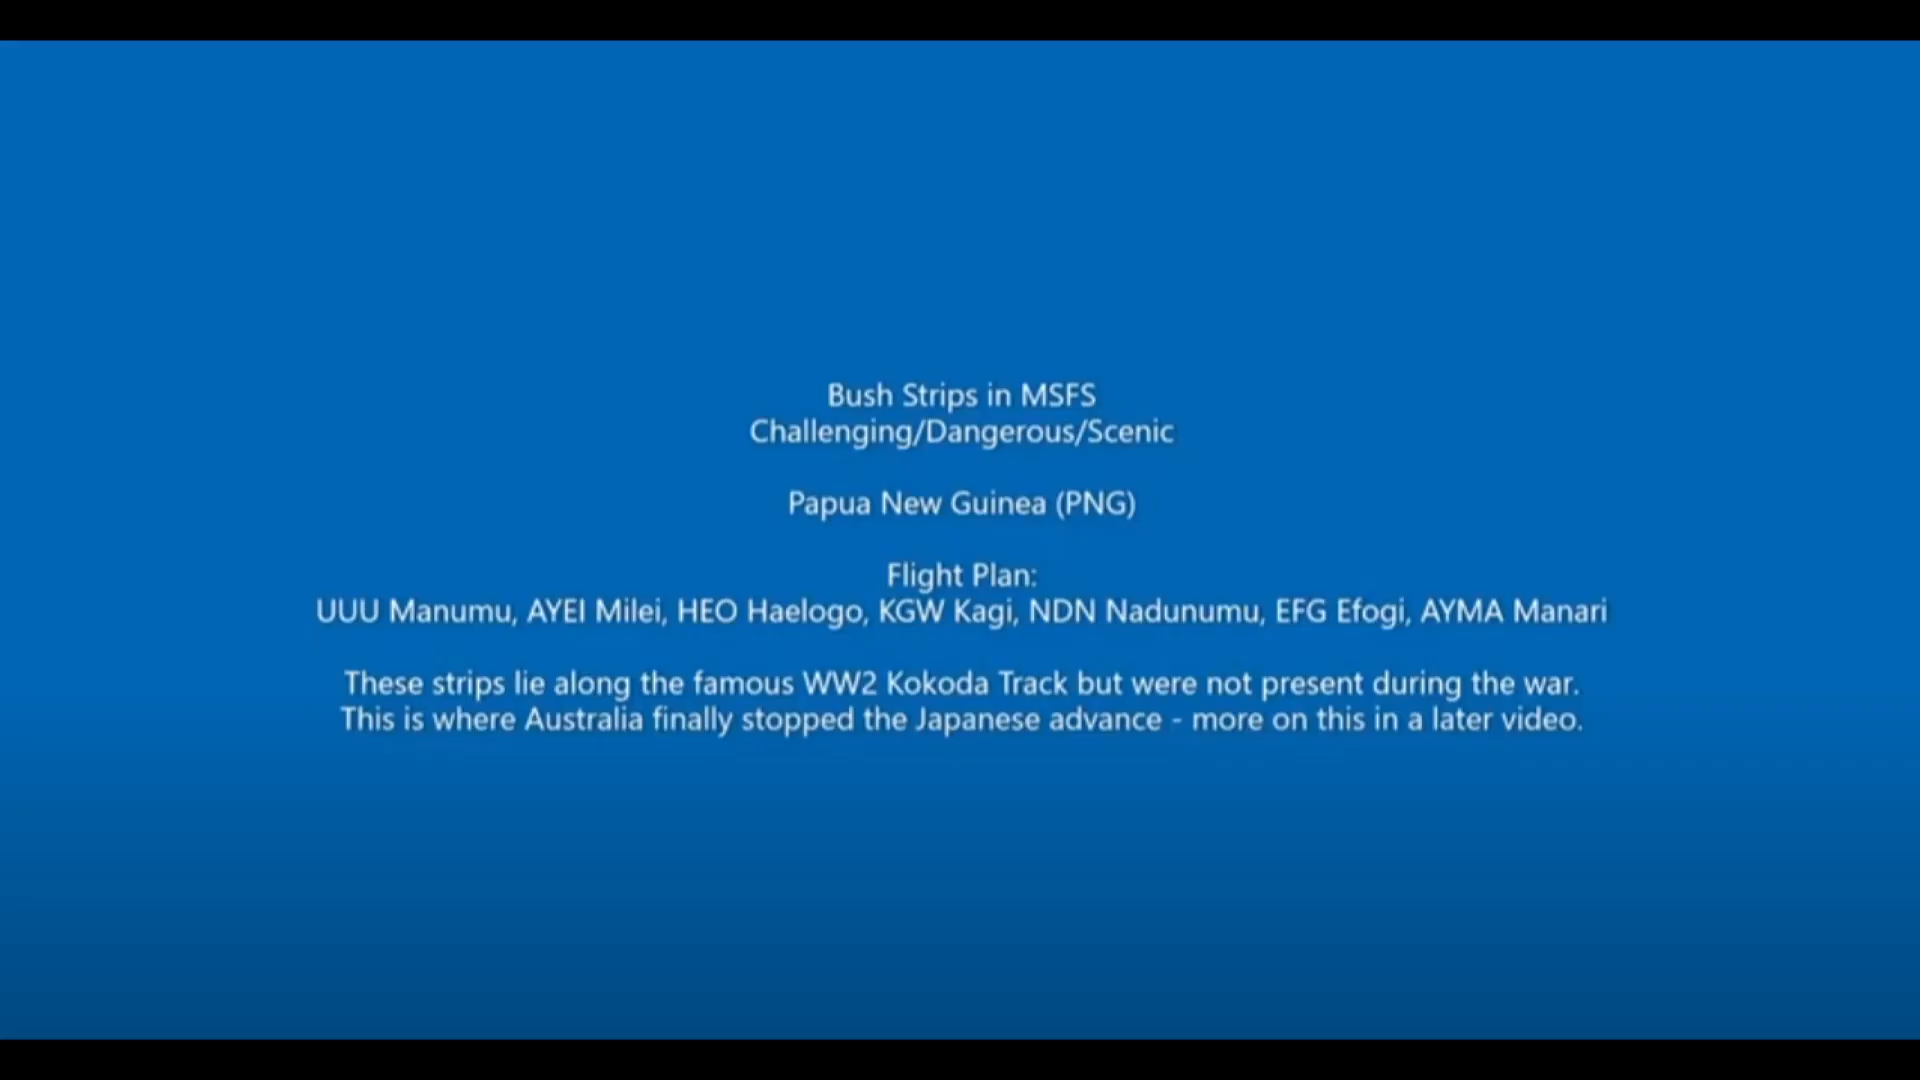 Bush Strips in MSFS
Challenging/Dangerous/Scenic
Papua New Guinea (PNG)
Flight Plan:
UUU Manumu, AYEI Milei, HEO Haelogo, KGW Kagi, NDN Nadunumu, EFG Efogi, AYMA Manari
These strips lie along the famous WW2 Kokoda Track but were not present during the war.
This is where Australia finally stopped the Japanese advance - more on this in a later video.